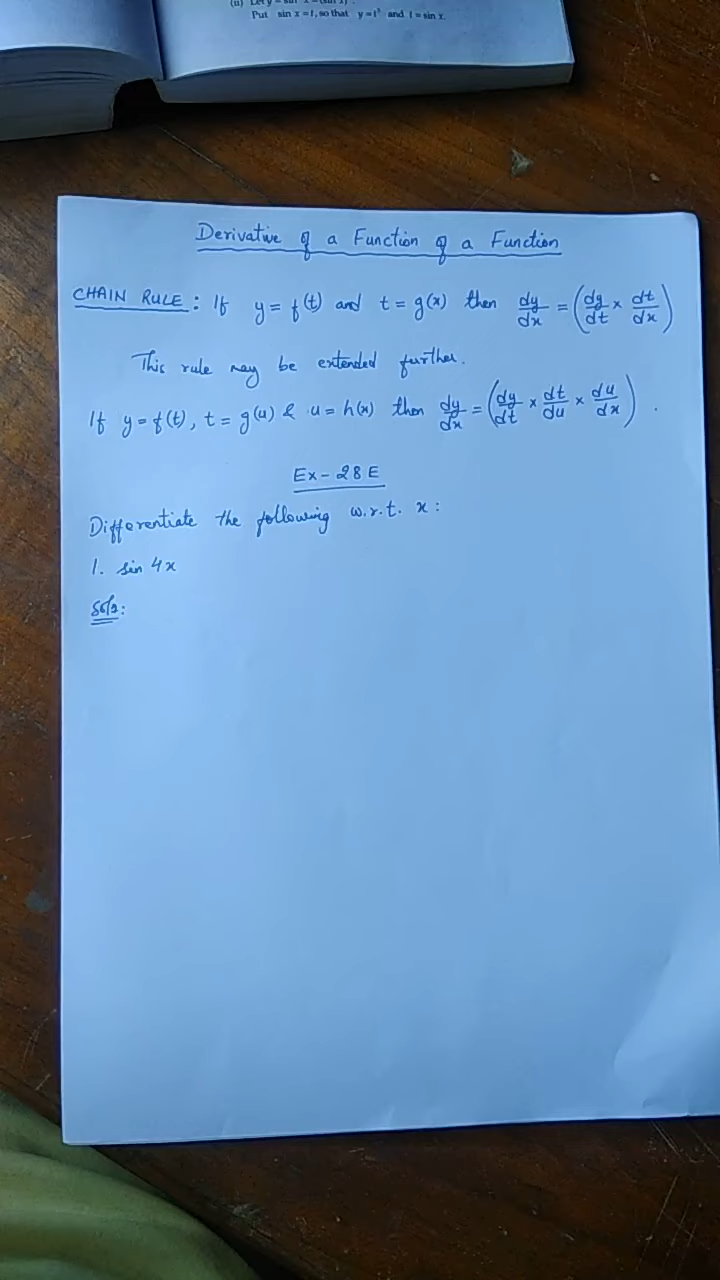 Put sin x = t, so that y = t³ and t = sin x.
Derivative of a Function of a Function
CHAIN RULE : If y = f(t) and t = g(x) then dy/dx = (dy/dt × dt/dx)
This rule may be extended further.
If y = f(t), t = g(u) & u = h(x) then dy/dx = (dy/dt × dt/du × du/dx) .
Ex - 28 E
Differentiate the following w.r.t. x :
1. sin 4x
Soln: